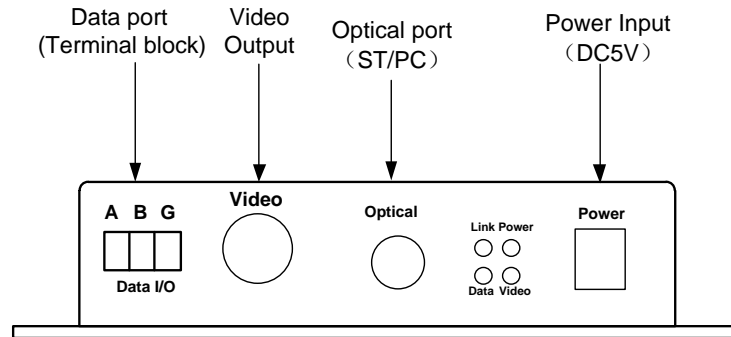 Data port
(Terminal block)
Video
Output
Optical port
（ST/PC）
Power Input
（DC5V）
A B G
Data I/O
Video
Optical
Link Power
Data Video
Power